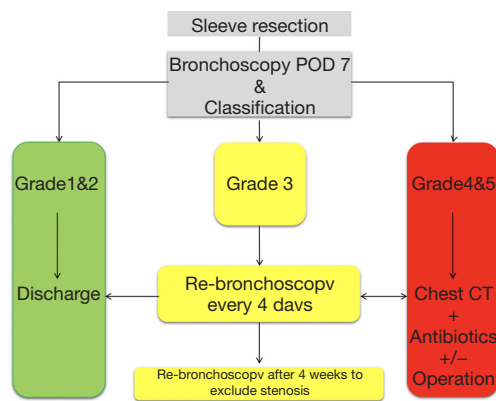 Sleeve resection
Bronchoscopy POD 7
&
Classification
Grade1&2
Discharge
Grade 3
Re-bronchoscopv
every 4 davs
Re-bronchoscopv after 4 weeks to
exclude stenosis
Grade4&5
Chest CT
+
Antibiotics
+/−
Operation